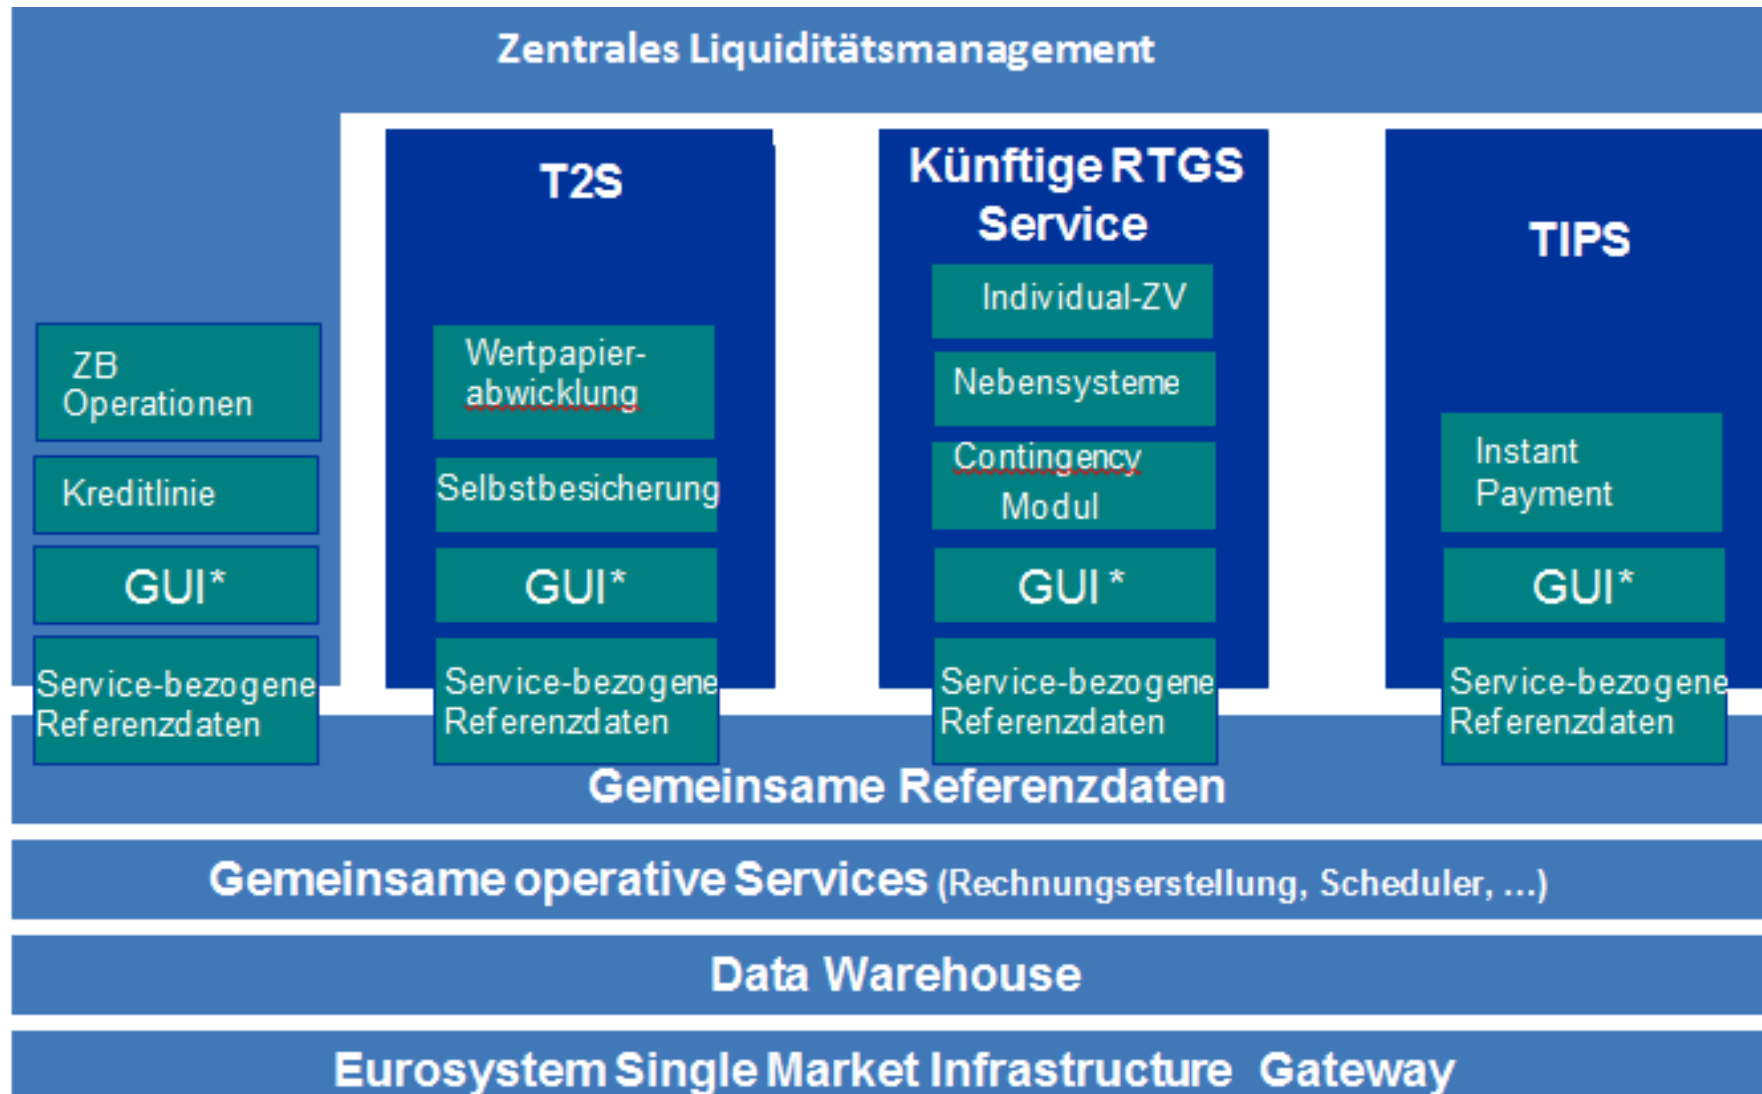 Zentrales Liquiditätsmanagement
ZB
Operationen
Kreditlinie
GUI*
Service-bezogene
Referenzdaten
T2S
Wertpapier-
abwicklung
Selbstbesicherung
GUI*
Service-bezogene
Referenzdaten
Künftige RTGS
Service
Individual-ZV
Nebensysteme
Contingency
Modul
GUI*
Service-bezogene
Referenzdaten
TIPS
Instant
Payment
GUI*
Service-bezogene
Referenzdaten
Gemeinsame Referenzdaten
Gemeinsame operative Services (Rechnungserstellung, Scheduler, ...)
Data Warehouse
Eurosystem Single Market Infrastructure Gateway